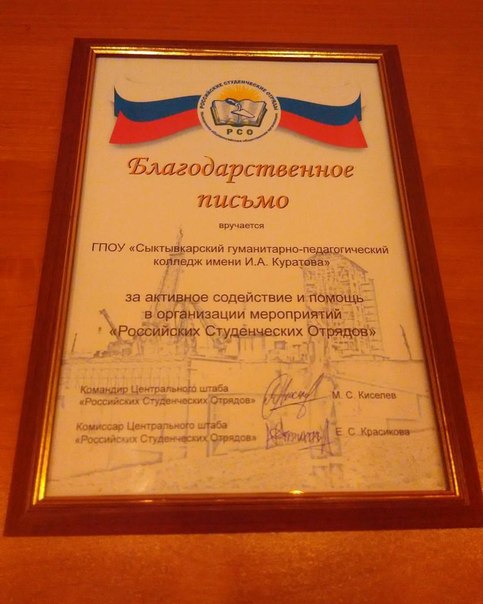 РОССИЙСКИЕ СТУДЕНЧЕСКИЕ ОТРЯДЫ
РСО
Благодарственное
письмо
вручается
ГПОУ «Сыктывкарский гуманитарно-педагогический
колледж имени И.А. Куратова»
за активное содействие и помощь
в организации мероприятий
«Российских Студенческих Отрядов»
Командир Центрального штаба
«Российских Студенческих Отрядов»
М. С. Киселев
Комиссар Центрального штаба
«Российских Студенческих Отрядов»
Е. С. Красикова